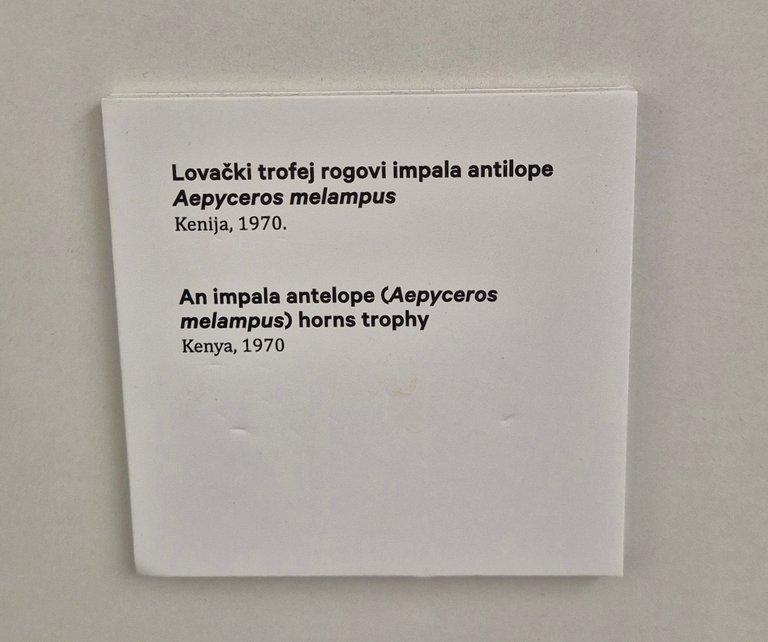 Lovački trofej rogovi impala antilope
Aepyceros melampus
Kenija, 1970.
An impala antelope (Aepyceros
melampus) horns trophy
Kenya, 1970